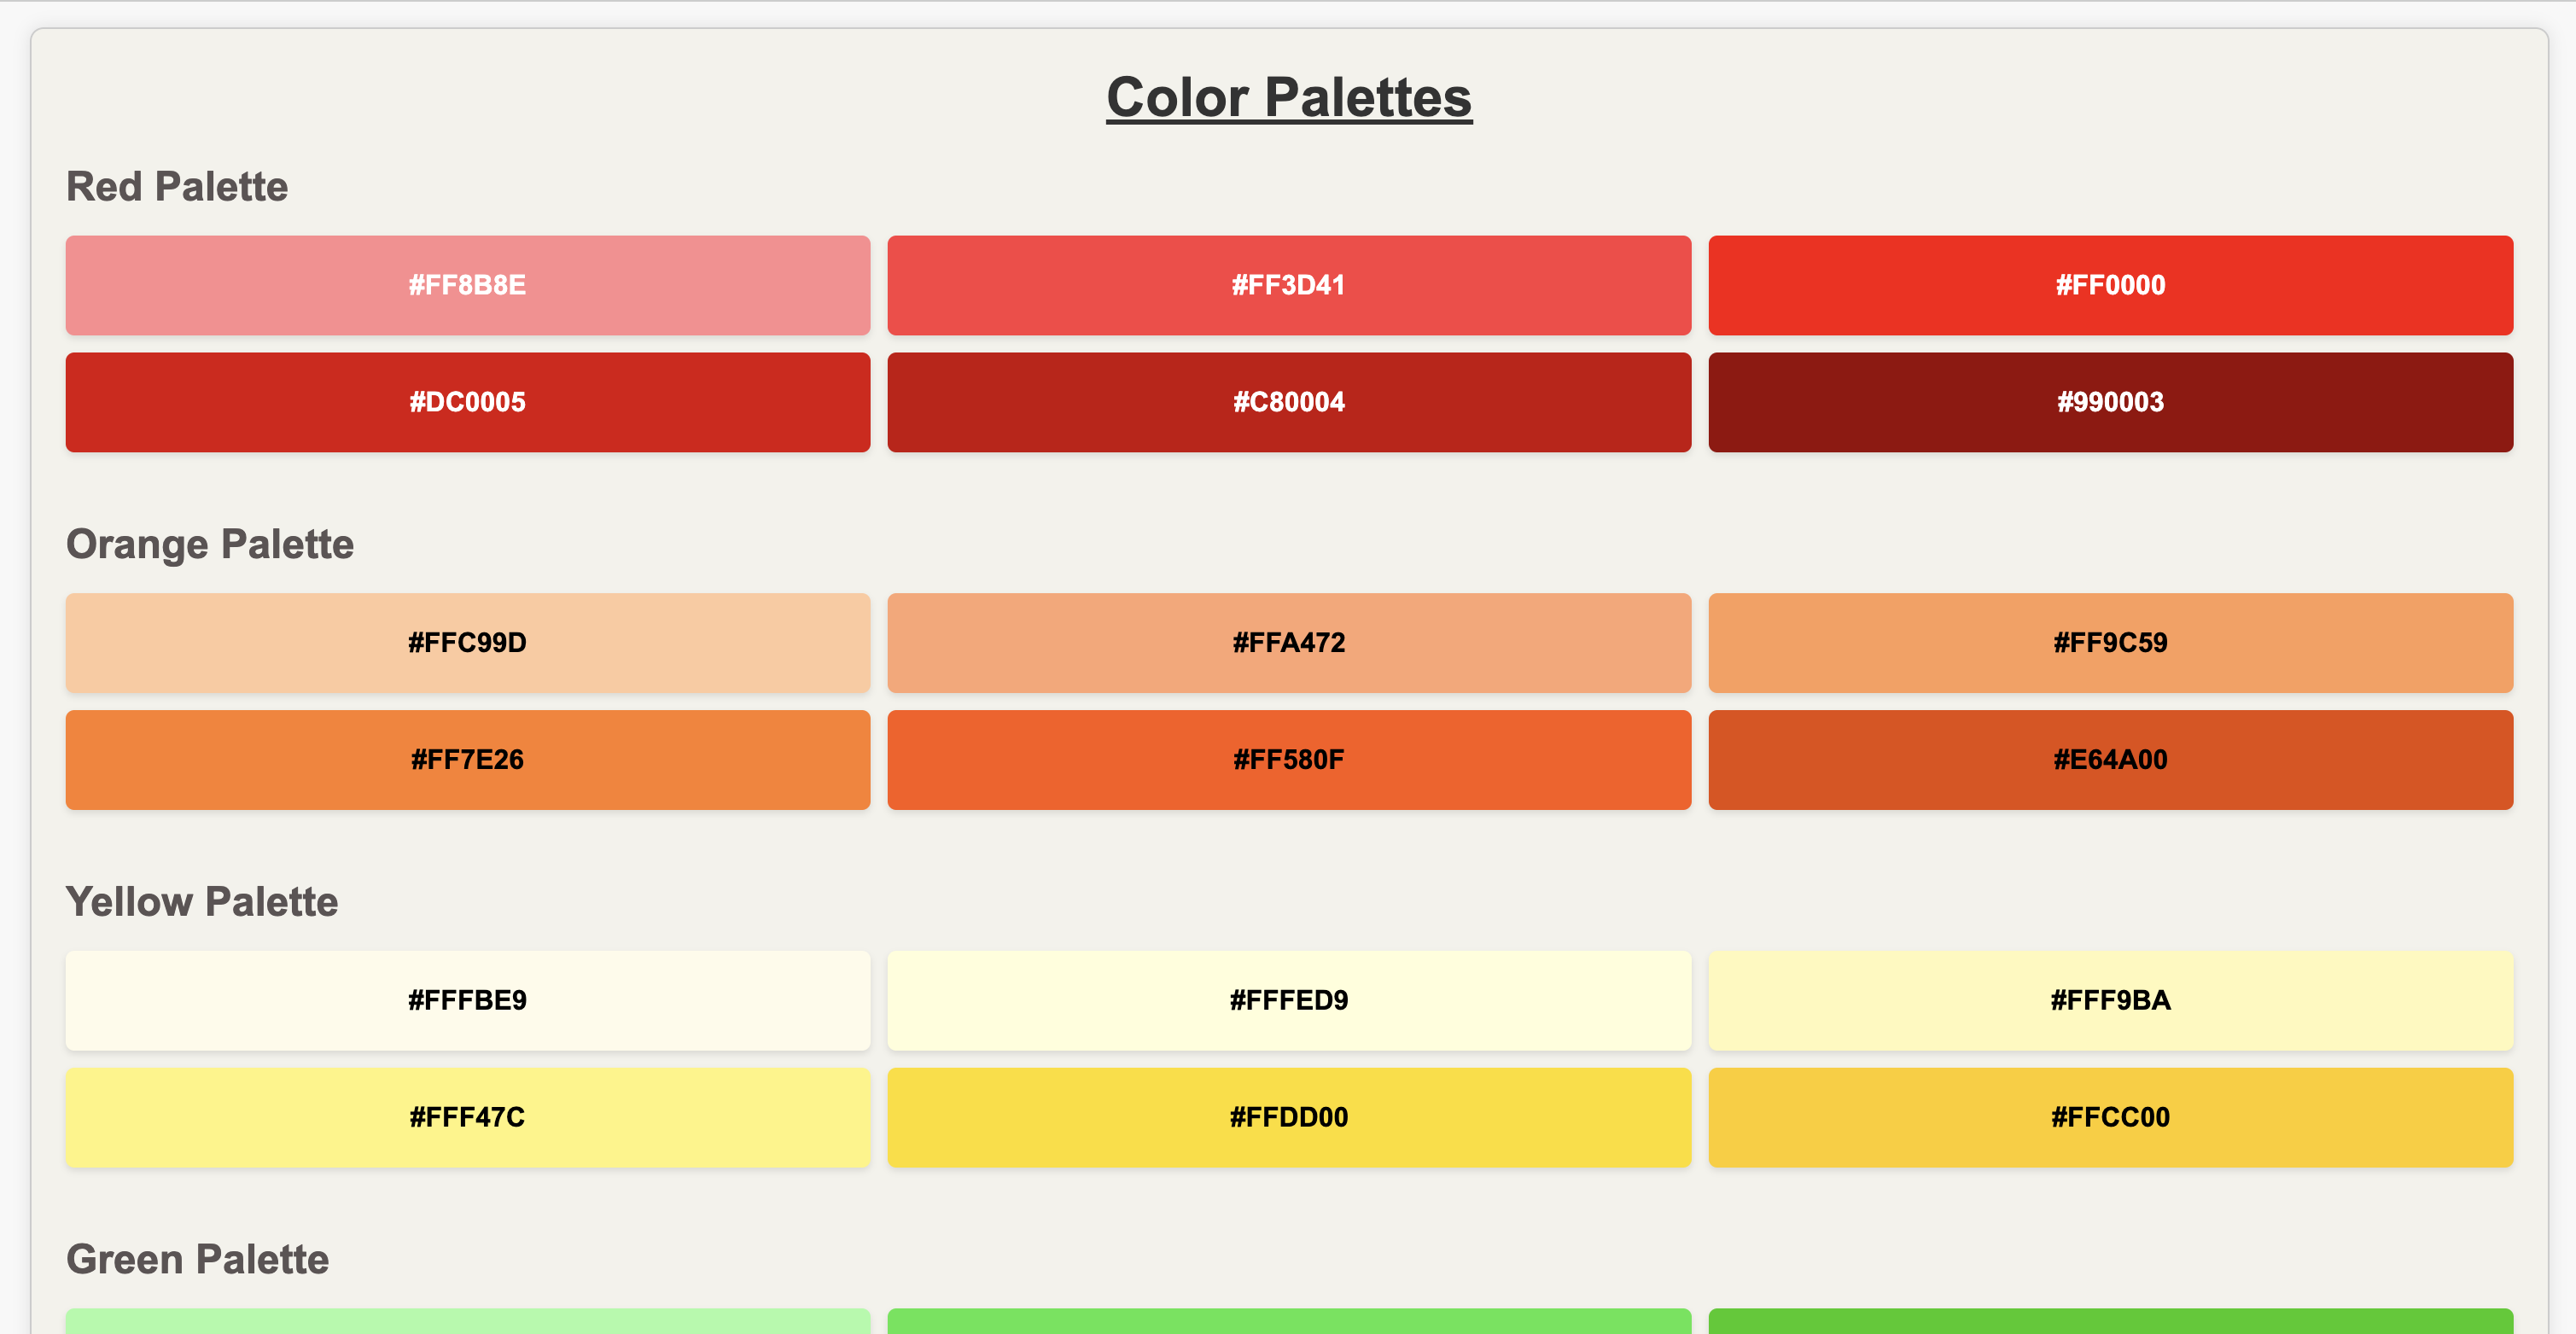 Color Palettes
Red Palette
#FF8B8E #FF3D41 #FF0000
#DC0005 #C80004 #990003
Orange Palette
#FFC99D #FFA472 #FF9C59
#FF7E26 #FF580F #E64A00
Yellow Palette
#FFFBE9 #FFFED9 #FFF9BA
#FFF47C #FFDD00 #FFCC00
Green Palette